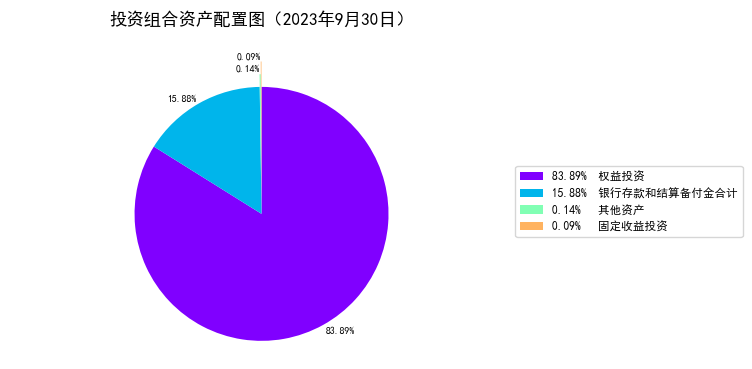 投资组合资产配置图（2023年9月30日）
0.09%
0.14%
15.88%
83.89%
83.89% 权益投资
15.88% 银行存款和结算备付金合计
0.14% 其他资产
0.09% 固定收益投资